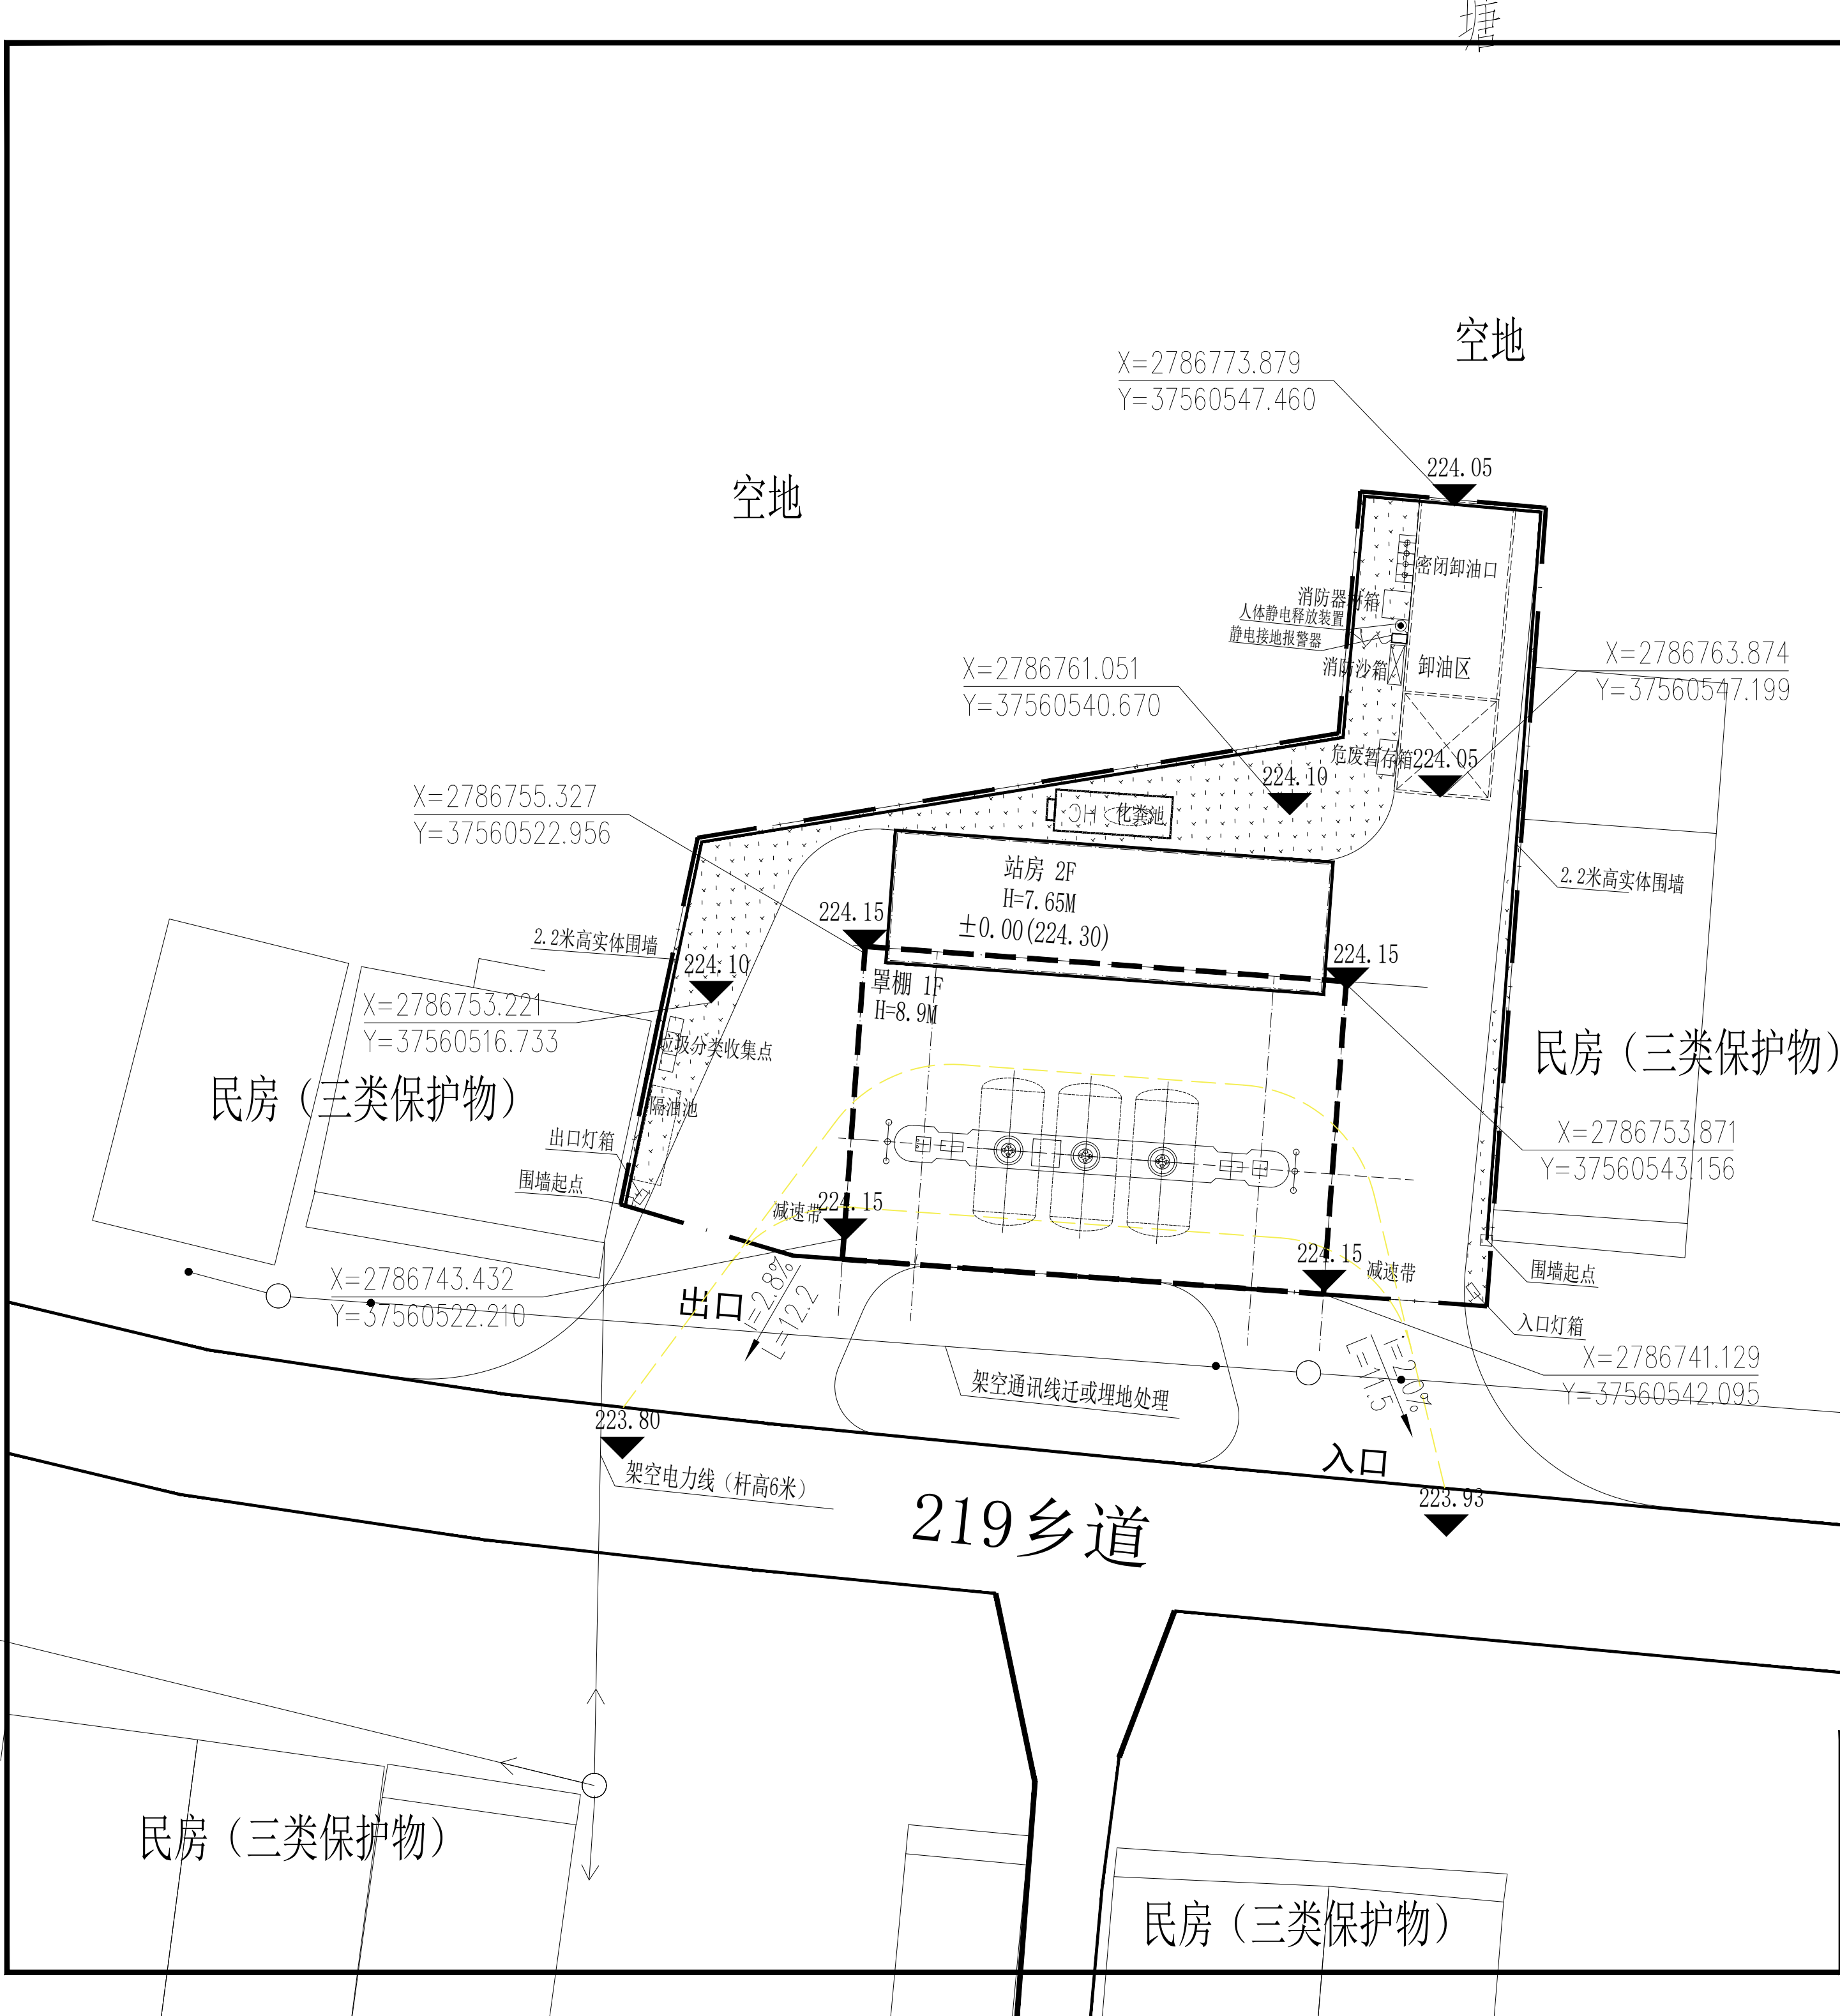 塘
空地
X=2786773.879
Y=37560547.460
空地
224.05
密闭卸油口
消防器材箱
人体静电释放装置
静电接地报警器
消防沙箱
卸油区
X=2786761.051
Y=37560540.670
X=2786763.874
Y=37560547.199
危废暂存箱
224.05
224.10
X=2786755.327
Y=37560522.956
化粪池
HC
站房 2F
H=7.65M
±0.00(224.30)
2.2米高实体围墙
224.15
2.2米高实体围墙
224.10
224.15
罩棚 1F
H=8.9M
X=2786753.221
Y=37560516.733
垃圾分类收集点
民房（三类保护物）
民房（三类保护物）
隔油池
出口灯箱
X=2786753.871
Y=37560543.156
围墙起点
减速带
224.15
224.15
减速带
围墙起点
X=2786743.432
Y=37560522.210
出口
i=2.8%
L=12.2
入口灯箱
i=2.0%
L=11.5
X=2786741.129
Y=37560542.095
架空通讯线迁或埋地处理
223.80
入口
架空电力线（杆高6米）
223.93
219乡道
民房（三类保护物）
民房（三类保护物）